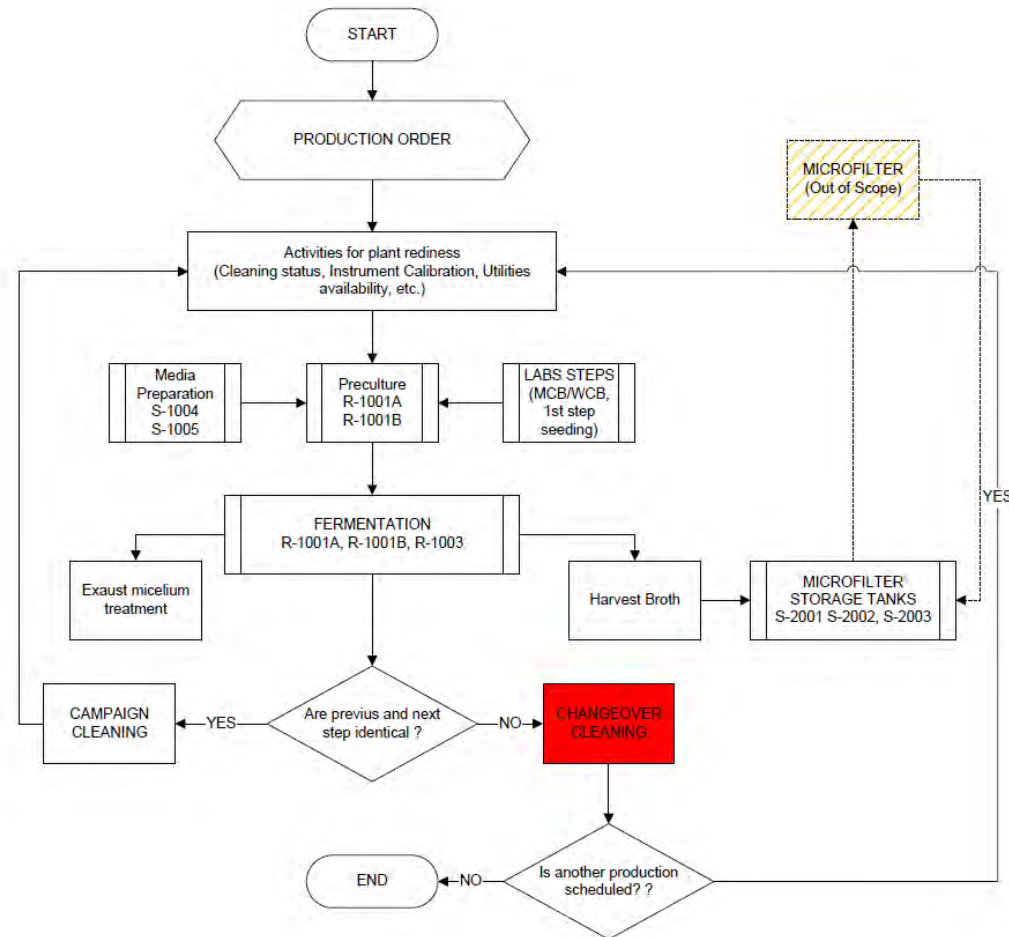 START
PRODUCTION ORDER
MICROFILTER
(Out of Scope)
Activities for plant rediness
(Cleaning status, Instrument Calibration, Utilities
availability, etc.)
Media
Preparation
S-1004
S-1005
Preculture
R-1001A
R-1001B
LABS STEPS
(MCB/WCB,
1st step
seeding)
YES
FERMENTATION
R-1001A, R-1001B, R-1003
Exaust micelium
treatment
Harvest Broth
MICROFILTER
STORAGE TANKS
S-2001 S-2002, S-2003
CAMPAIGN
CLEANING
YES
Are previus and next
step identical ?
NO
CHANGEOVER
CLEANING
END
NO
Is another production
scheduled? ?